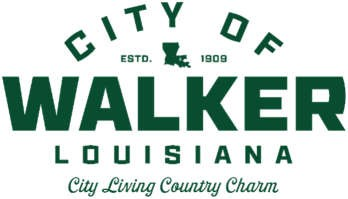 CITY OF
ESTD. 1909
WALKER
LOUISIANA
City Living Country Charm